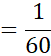 = 1/60